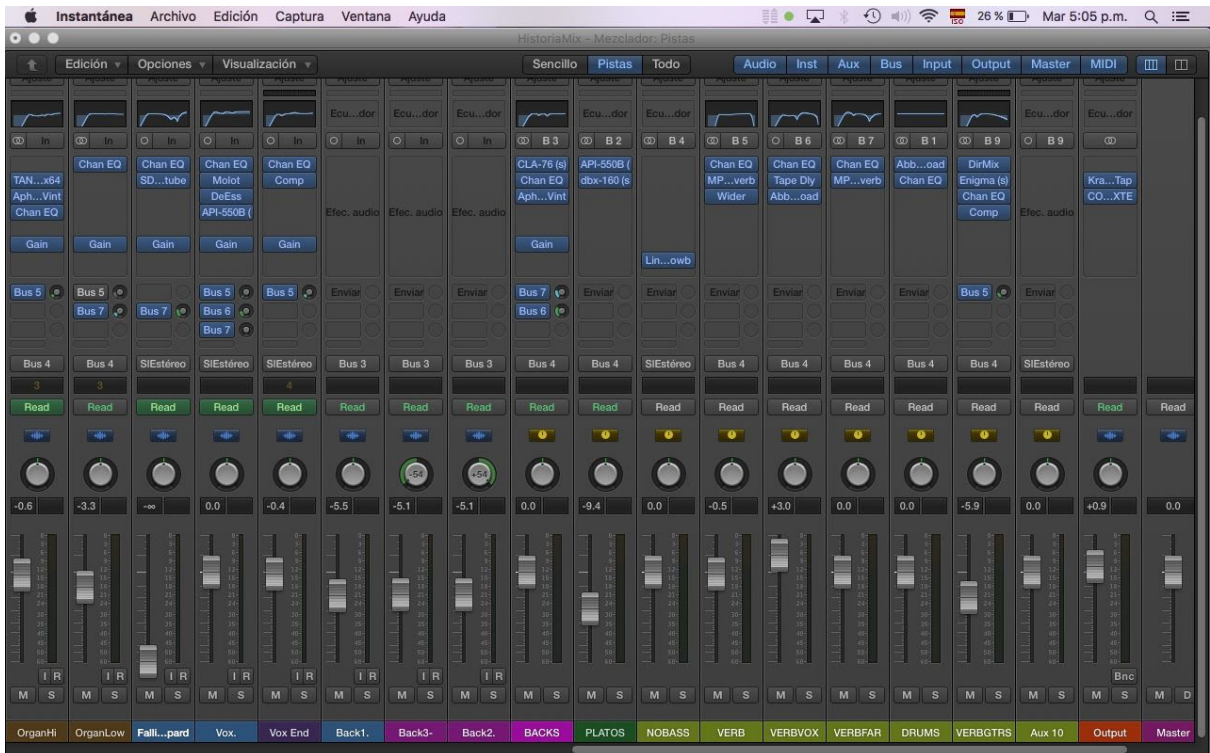 Instantánea Archivo Edición Captura Ventana Ayuda ISO 26 % Mar 5:05 p.m.
HistoriaMix - Mezclador: Pistas
Edición Opciones Visualización Sencillo Pistas Todo Audio Inst Aux Bus Input Output Master MIDI
Ecu...dor Ecu...dor Ecu...dor Ecu...dor Ecu...dor Ecu...dor Ecu...dor
In In In In In In In In B 3 B 2 B 4 B 5 B 6 B 7 B 1 B 9 B 9
Chan EQ Chan EQ Chan EQ Chan EQ CLA-76 (s) API-550B ( Chan EQ Chan EQ Chan EQ Abb...oad DirMix
TAN...x64 SD...tube Molot Comp Chan EQ dbx-160 (s MP...verb Tape Dly MP...verb Chan EQ Enigma (s) Kra...Tap
Aph...Vint DeEss Aph...Vint Wider Abb...oad Chan EQ CO...XTE
Chan EQ API-550B ( Efec. audio Efec. audio Efec. audio Comp Efec. audio
Gain Gain Gain Gain Gain Gain
Lin...owb
Bus 5 Bus 5 Bus 5 Bus 5 Enviar Enviar Enviar Bus 7 Enviar Enviar Enviar Enviar Enviar Enviar Bus 5 Enviar
Bus 7 Bus 7 Bus 6 Bus 6
Bus 7
Bus 4 Bus 4 SlEstéreo SlEstéreo SlEstéreo Bus 3 Bus 3 Bus 3 Bus 4 Bus 4 SlEstéreo Bus 4 Bus 4 Bus 4 Bus 4 Bus 4 SlEstéreo
3 3 4
Read Read Read Read Read Read Read Read Read Read Read Read Read Read Read Read Read Read Read
-54 +54
-0.6 -3.3 -∞ 0.0 -0.4 -5.5 -5.1 -5.1 0.0 -9.4 0.0 -0.5 +3.0 0.0 0.0 -5.9 0.0 +0.9 0.0
I R I R I R I R I R I R I R I R Bnc
M S M S M S M S M S M S M S M S M S M S M S M S M S M S M S M S M S M S M D
OrganHi OrganLow Falli...pard Vox. Vox End Back1. Back3- Back2. BACKS PLATOS NOBASS VERB VERBVOX VERBFAR DRUMS VERBGTRS Aux 10 Output Master